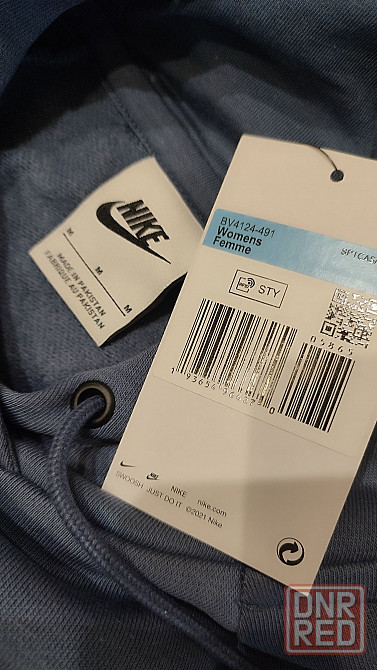 NIKE
M
M
M
MADE IN PAKISTAN
FABRIQUÉ AU PAKISTAN
BV4124-491
Womens
Femme
STY
05865
NIKE nike.com
SWOOSH JUST DO IT ©2021 Nike
DNR
RED